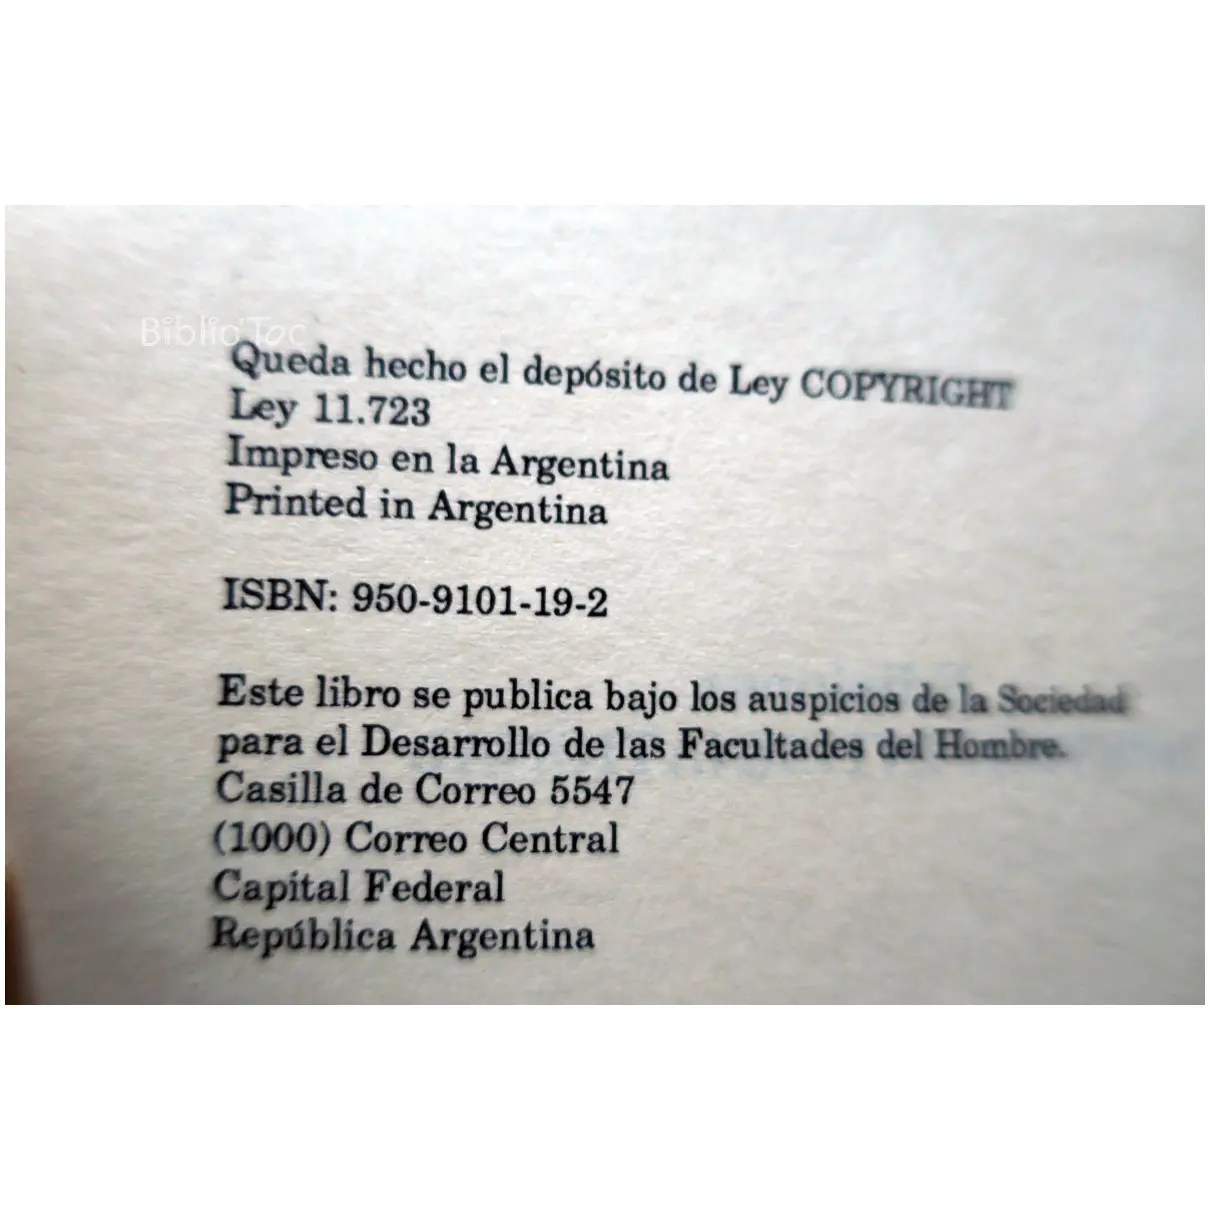 Biblio'Toc
Queda hecho el depósito de Ley COPYRIGHT
Ley 11.723
Impreso en la Argentina
Printed in Argentina
ISBN: 950-9101-19-2
Este libro se publica bajo los auspicios de la Sociedad
para el Desarrollo de las Facultades del Hombre.
Casilla de Correo 5547
(1000) Correo Central
Capital Federal
República Argentina